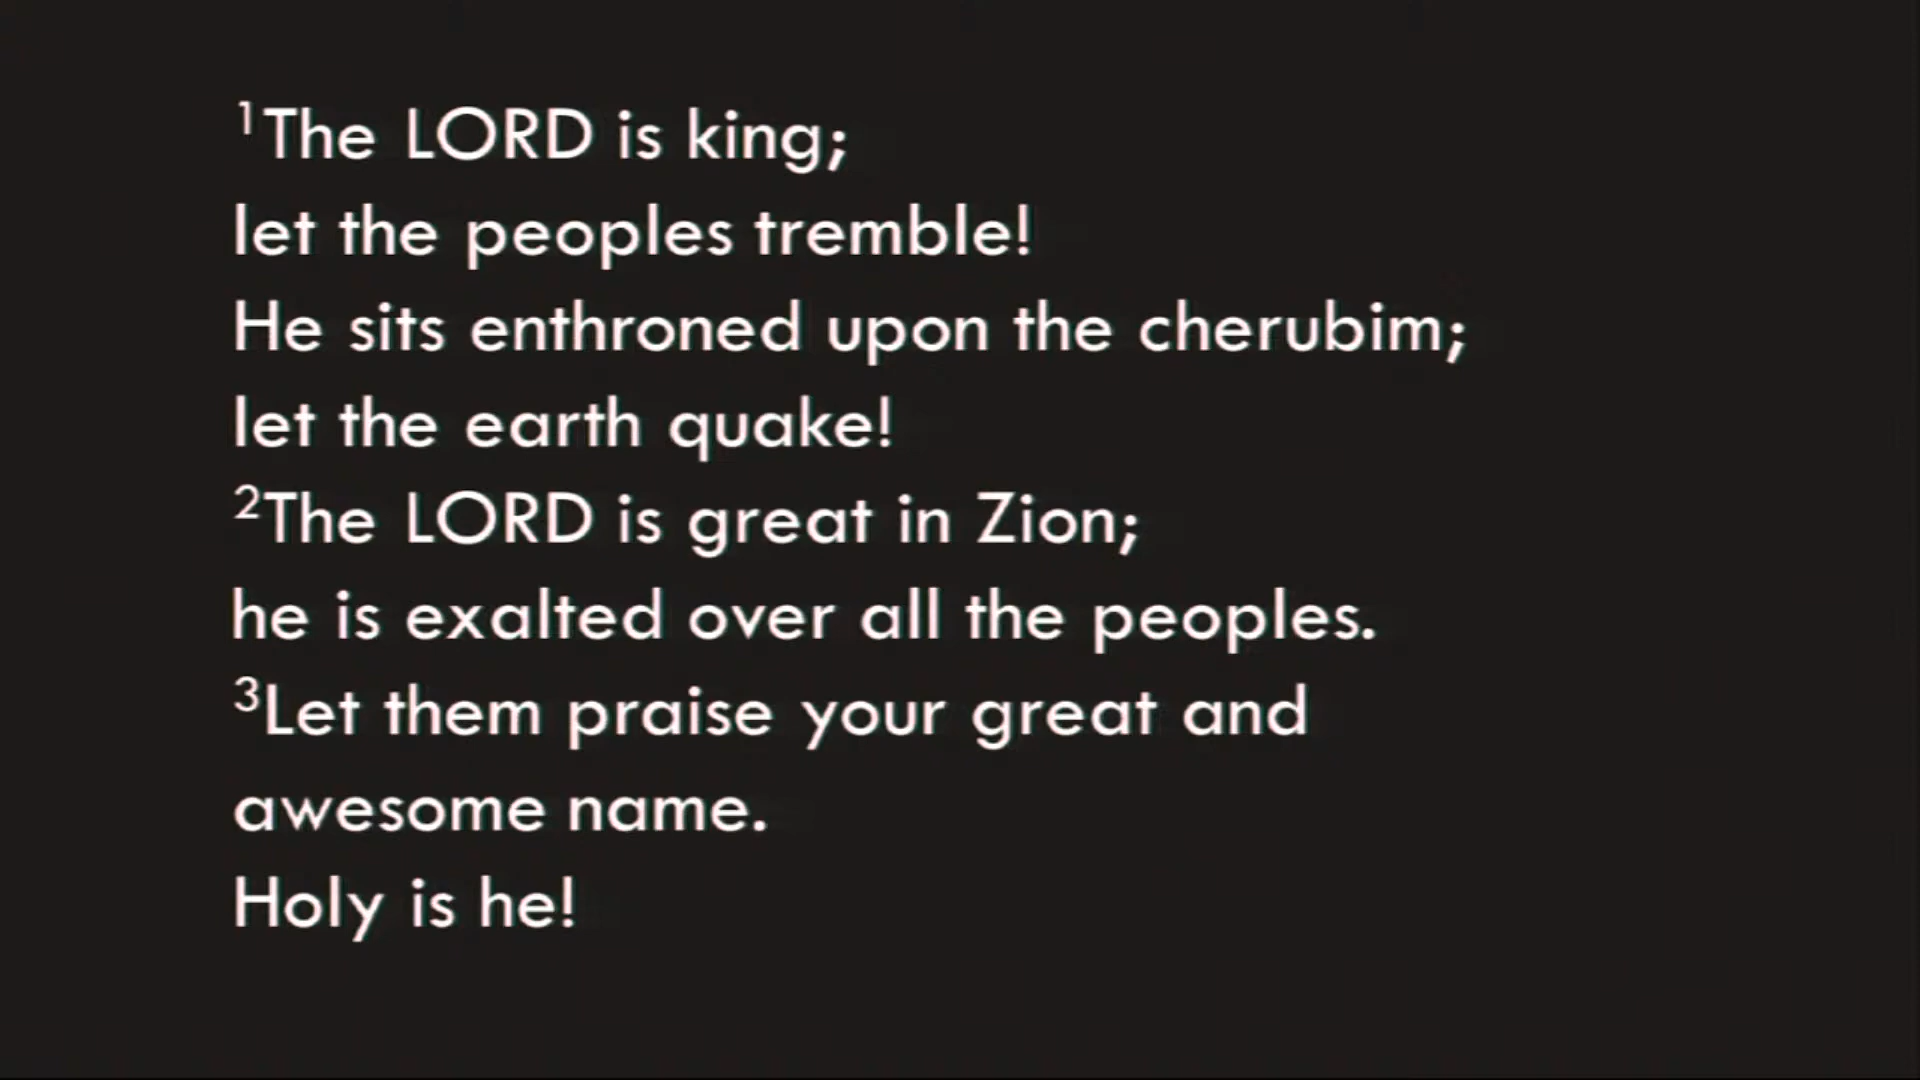 ¹The LORD is king;
let the peoples tremble!
He sits enthroned upon the cherubim;
let the earth quake!
²The LORD is great in Zion;
he is exalted over all the peoples.
³Let them praise your great and
awesome name.
Holy is he!